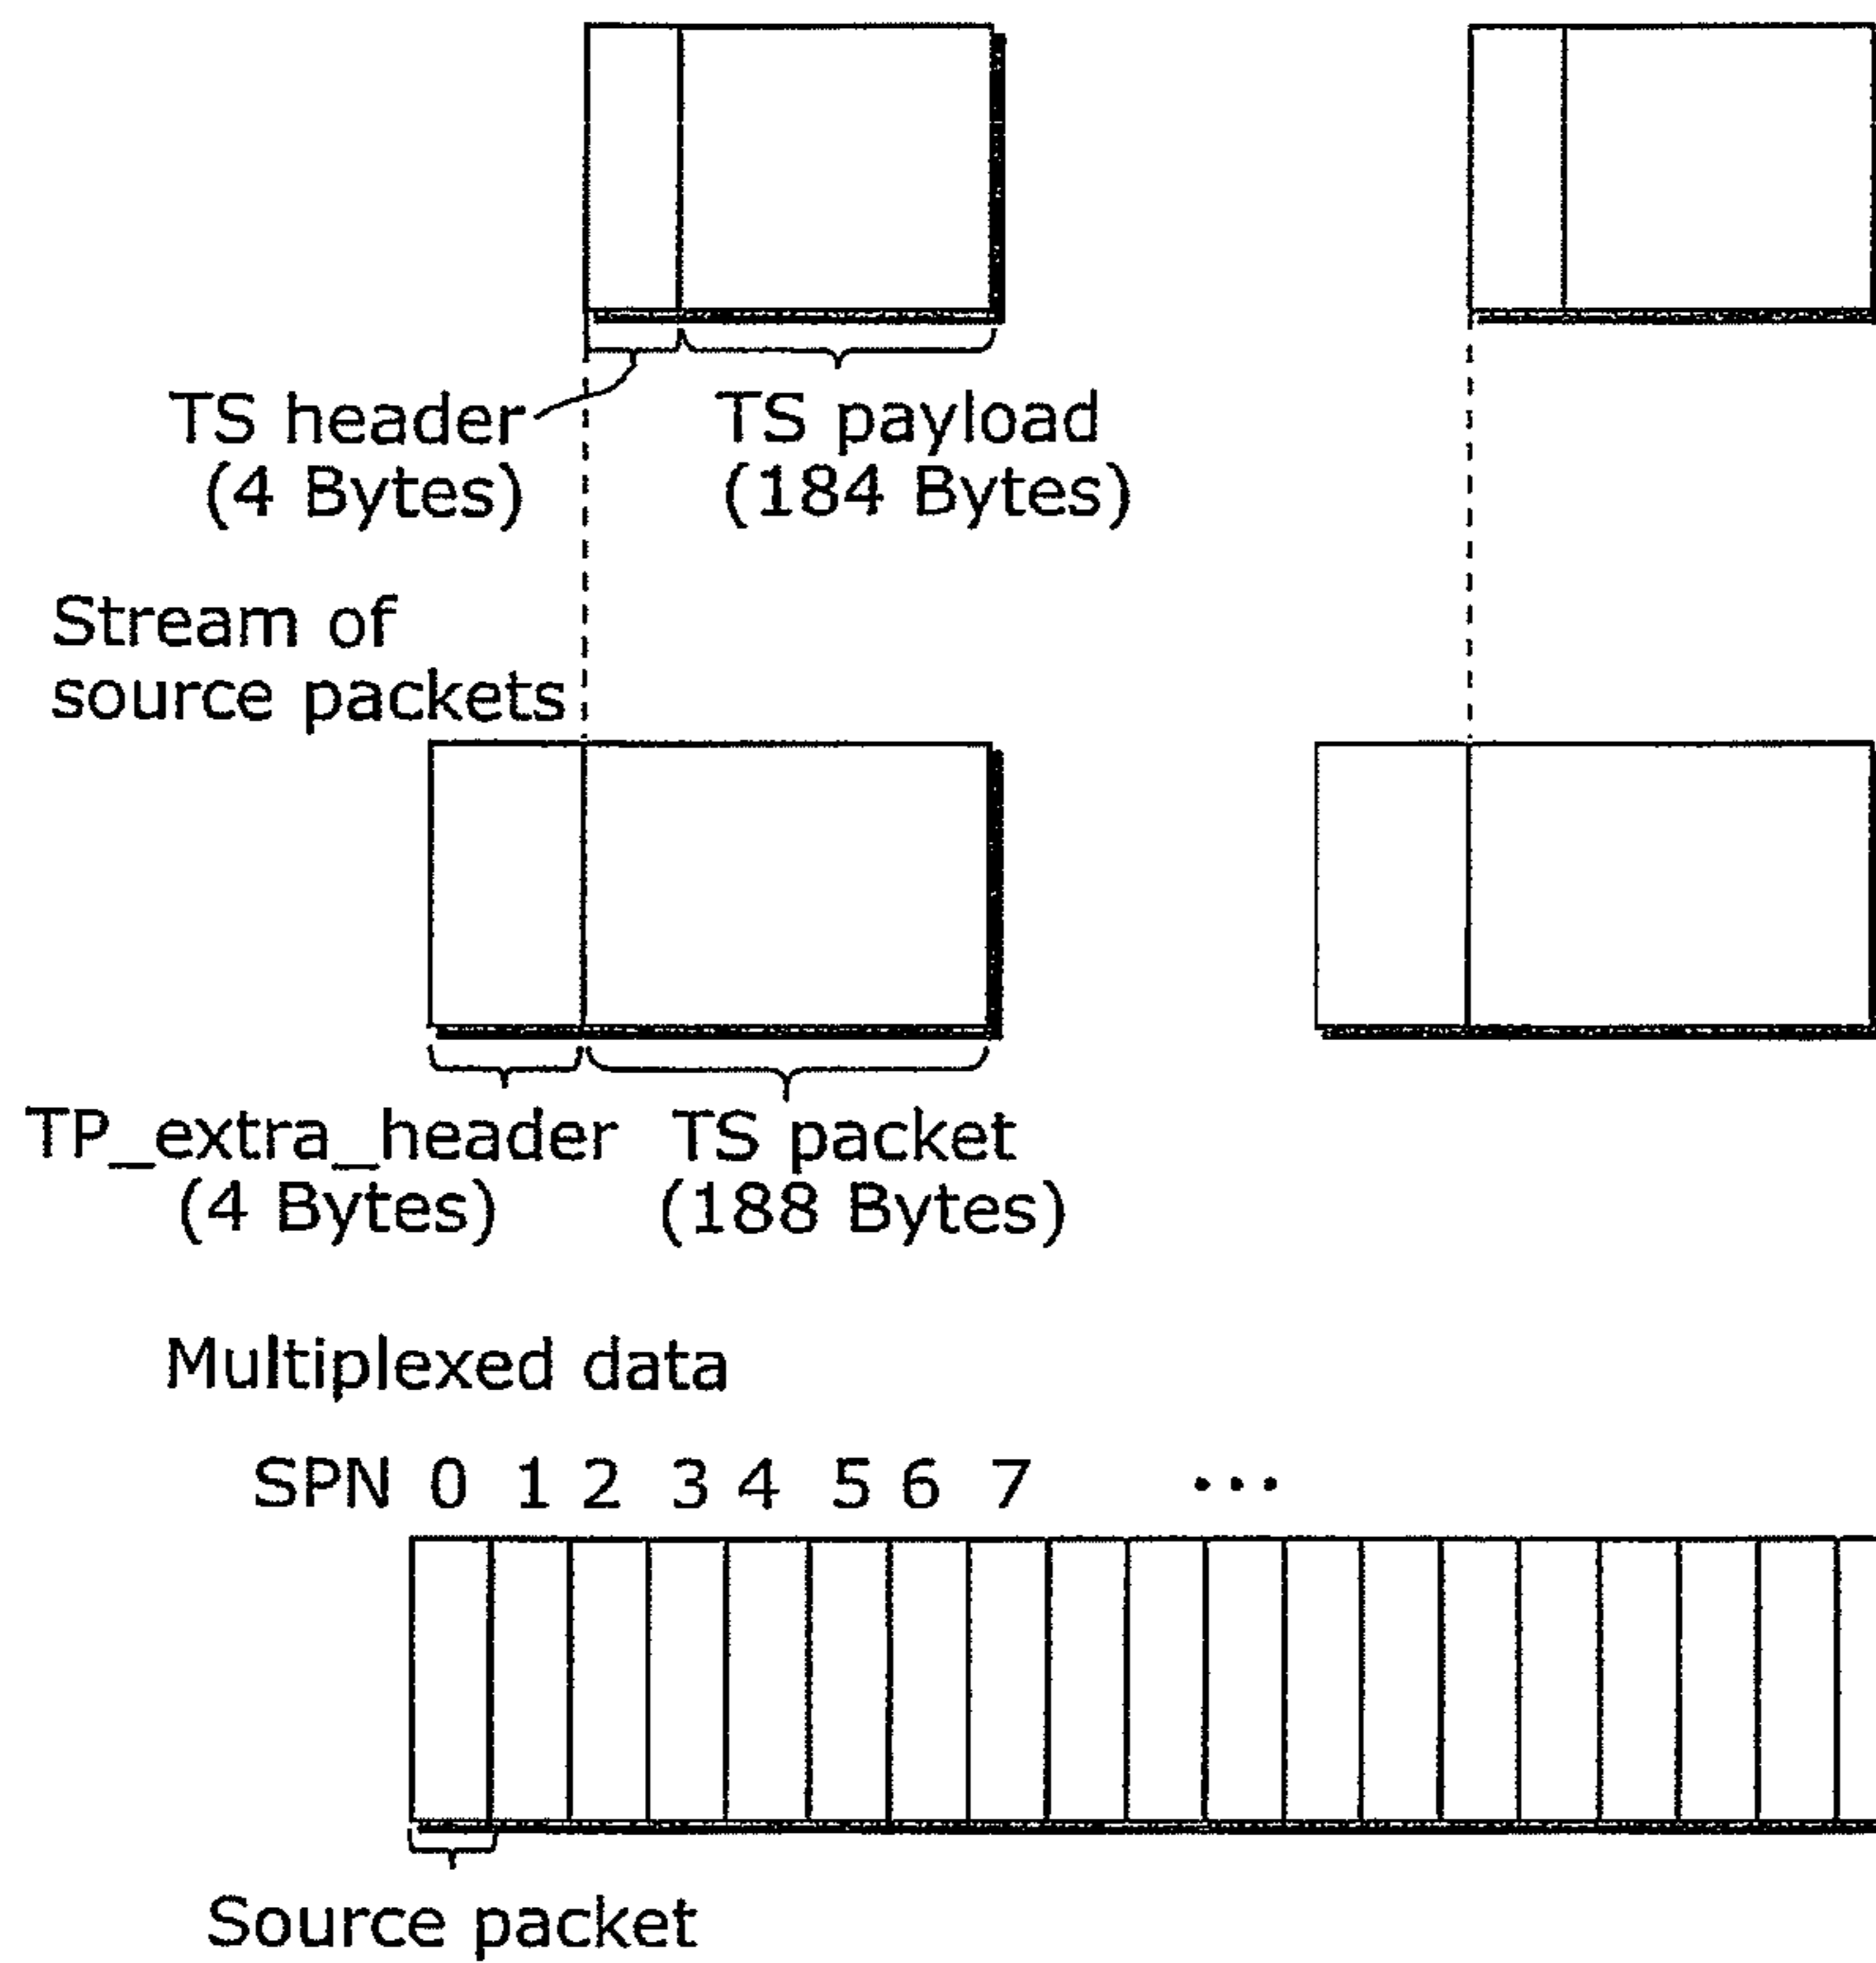 TS header
(4 Bytes)
TS payload
(184 Bytes)
Stream of
source packets
TP_extra_header
(4 Bytes)
TS packet
(188 Bytes)
Multiplexed data
SPN 0 1 2 3 4 5 6 7 ...
Source packet